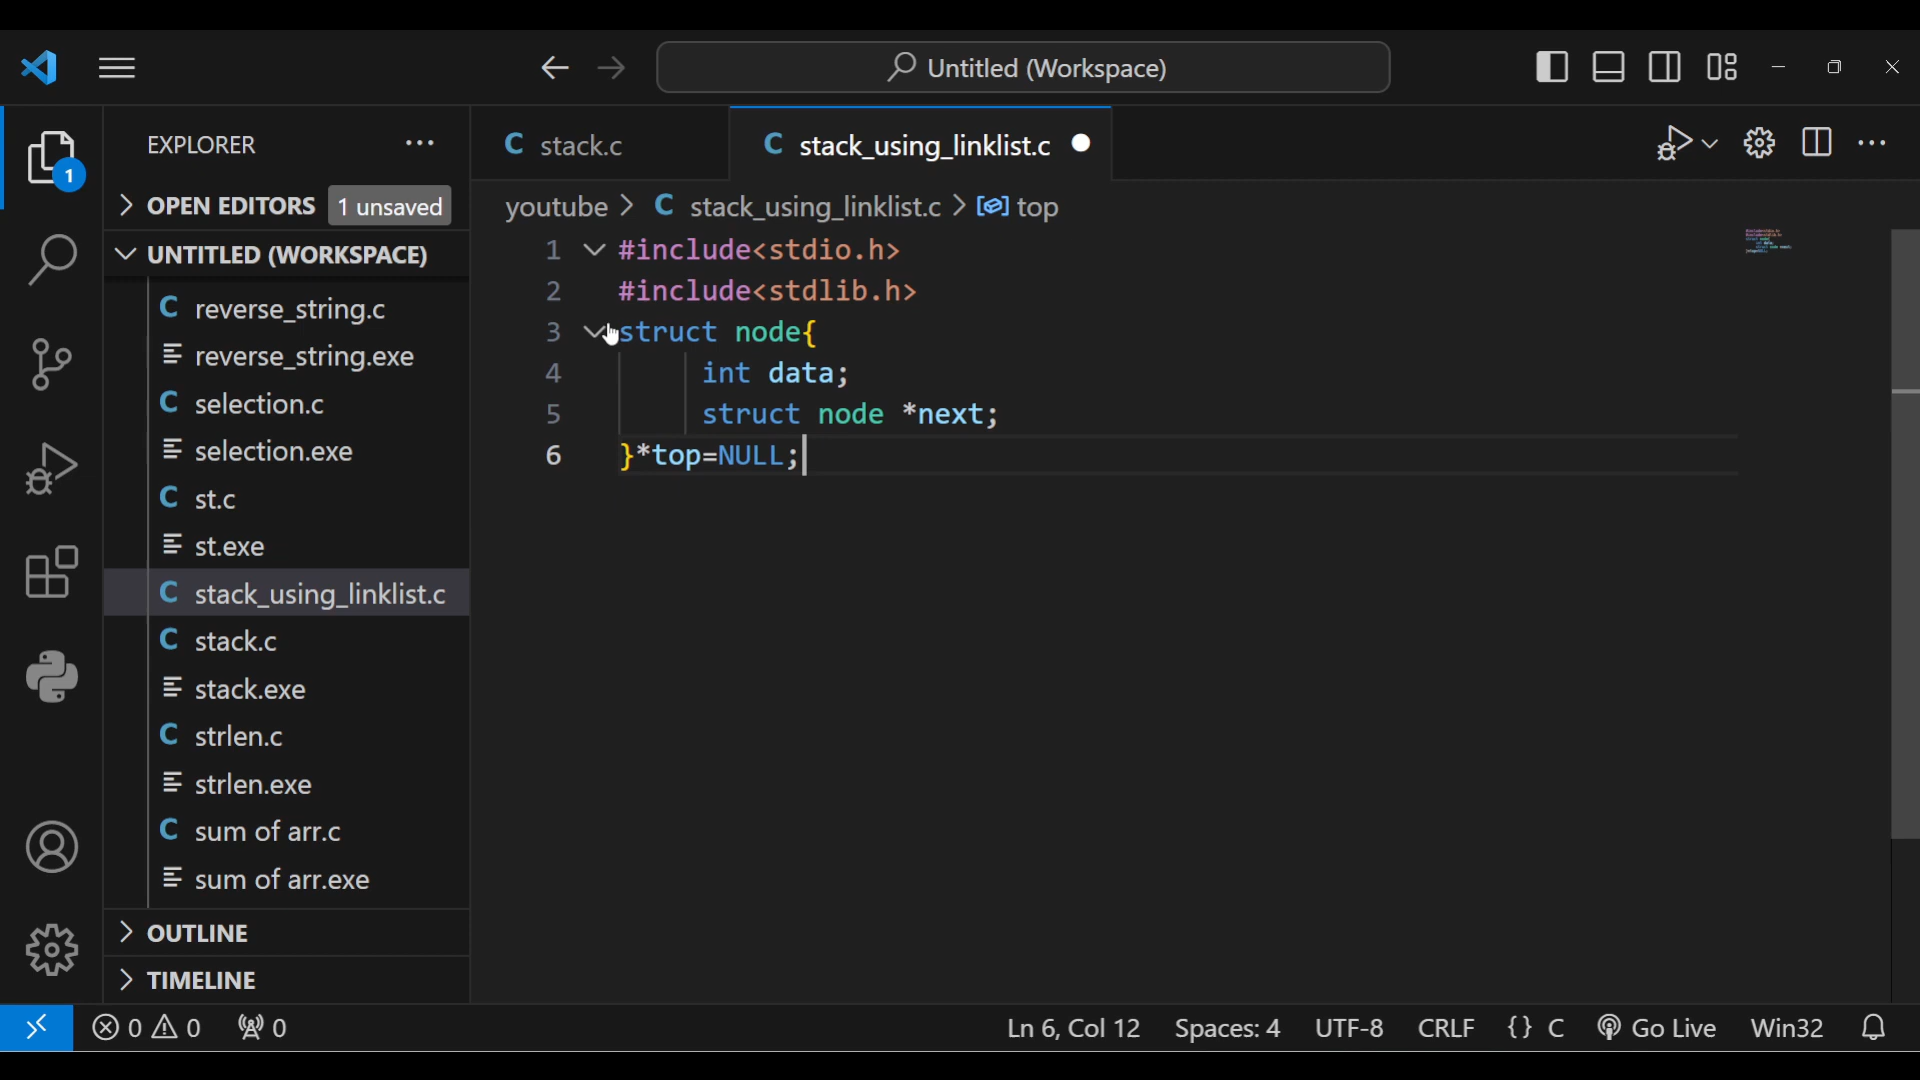 Untitled (Workspace)
EXPLORER ...
1
OPEN EDITORS 1 unsaved
UNTITLED (WORKSPACE)
C reverse_string.c
reverse_string.exe
C selection.c
selection.exe
C st.c
st.exe
C stack_using_linklist.c
C stack.c
stack.exe
C strlen.c
strlen.exe
C sum of arr.c
sum of arr.exe
OUTLINE
TIMELINE
C stack.c
C stack_using_linklist.c
youtube > C stack_using_linklist.c > top
1 #include<stdio.h>
2 #include<stdlib.h>
3 struct node{
4 int data;
5 struct node *next;
6 }*top=NULL;
0 0 0
Ln 6, Col 12 Spaces: 4 UTF-8 CRLF {} C Go Live Win32